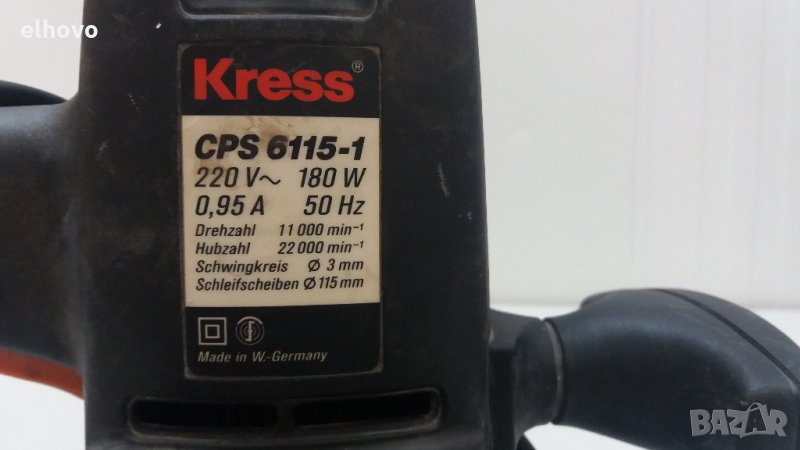 elhovo
Kress®
CPS 6115-1
220 V~ 180 W
0,95 A 50 Hz
Drehzahl 11 000 min⁻¹
Hubzahl 22 000 min⁻¹
Schwingkreis Ø 3 mm
Schleifscheiben Ø 115 mm
Made in W.-Germany
BAZAR